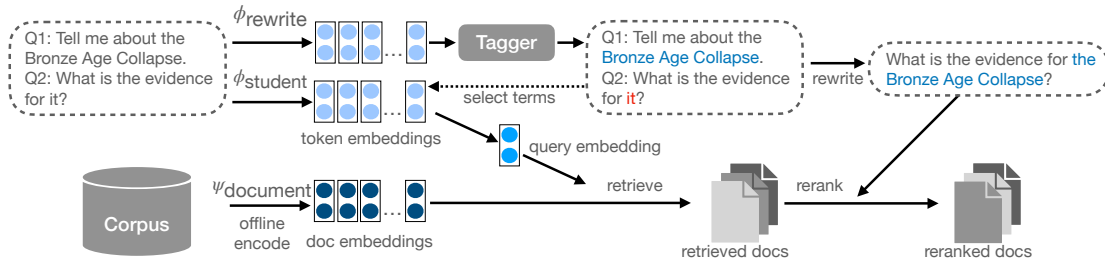 Q1: Tell me about the
Bronze Age Collapse.
Q2: What is the evidence
for it?
ϕrewrite
...
Tagger
Q1: Tell me about the
Bronze Age Collapse.
Q2: What is the evidence
for it?
rewrite
What is the evidence for the
Bronze Age Collapse?
ϕstudent
...
select terms
token embeddings
query embedding
Corpus
ψdocument
offline
encode
...
doc embeddings
retrieve
retrieved docs
rerank
reranked docs